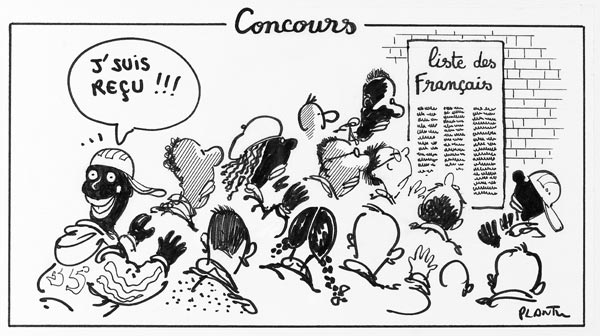 Concours
J'SUIS
REÇU !!!
liste des
Français
PLANTU